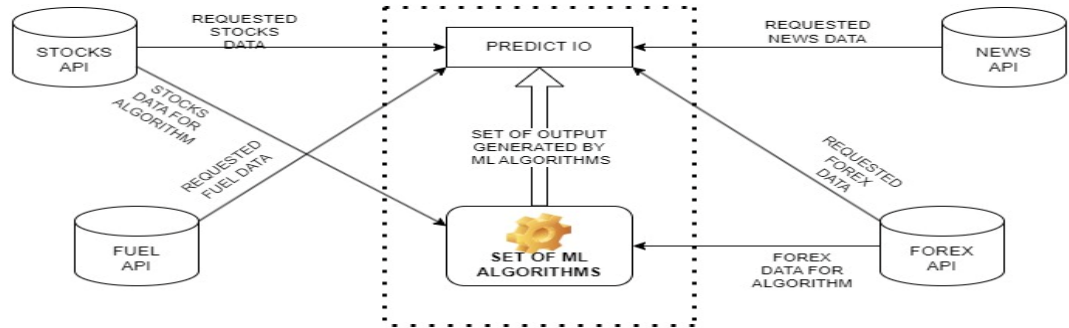 REQUESTED
STOCKS
DATA
STOCKS
API
PREDICT IO
REQUESTED
NEWS DATA
NEWS
API
STOCKS
DATA FOR
ALGORITHM
REQUESTED
FUEL DATA
SET OF OUTPUT
GENERATED BY
ML ALGORITHMS
REQUESTED
FOREX
DATA
FUEL
API
SET OF ML
ALGORITHMS
FOREX
DATA FOR
ALGORITHM
FOREX
API